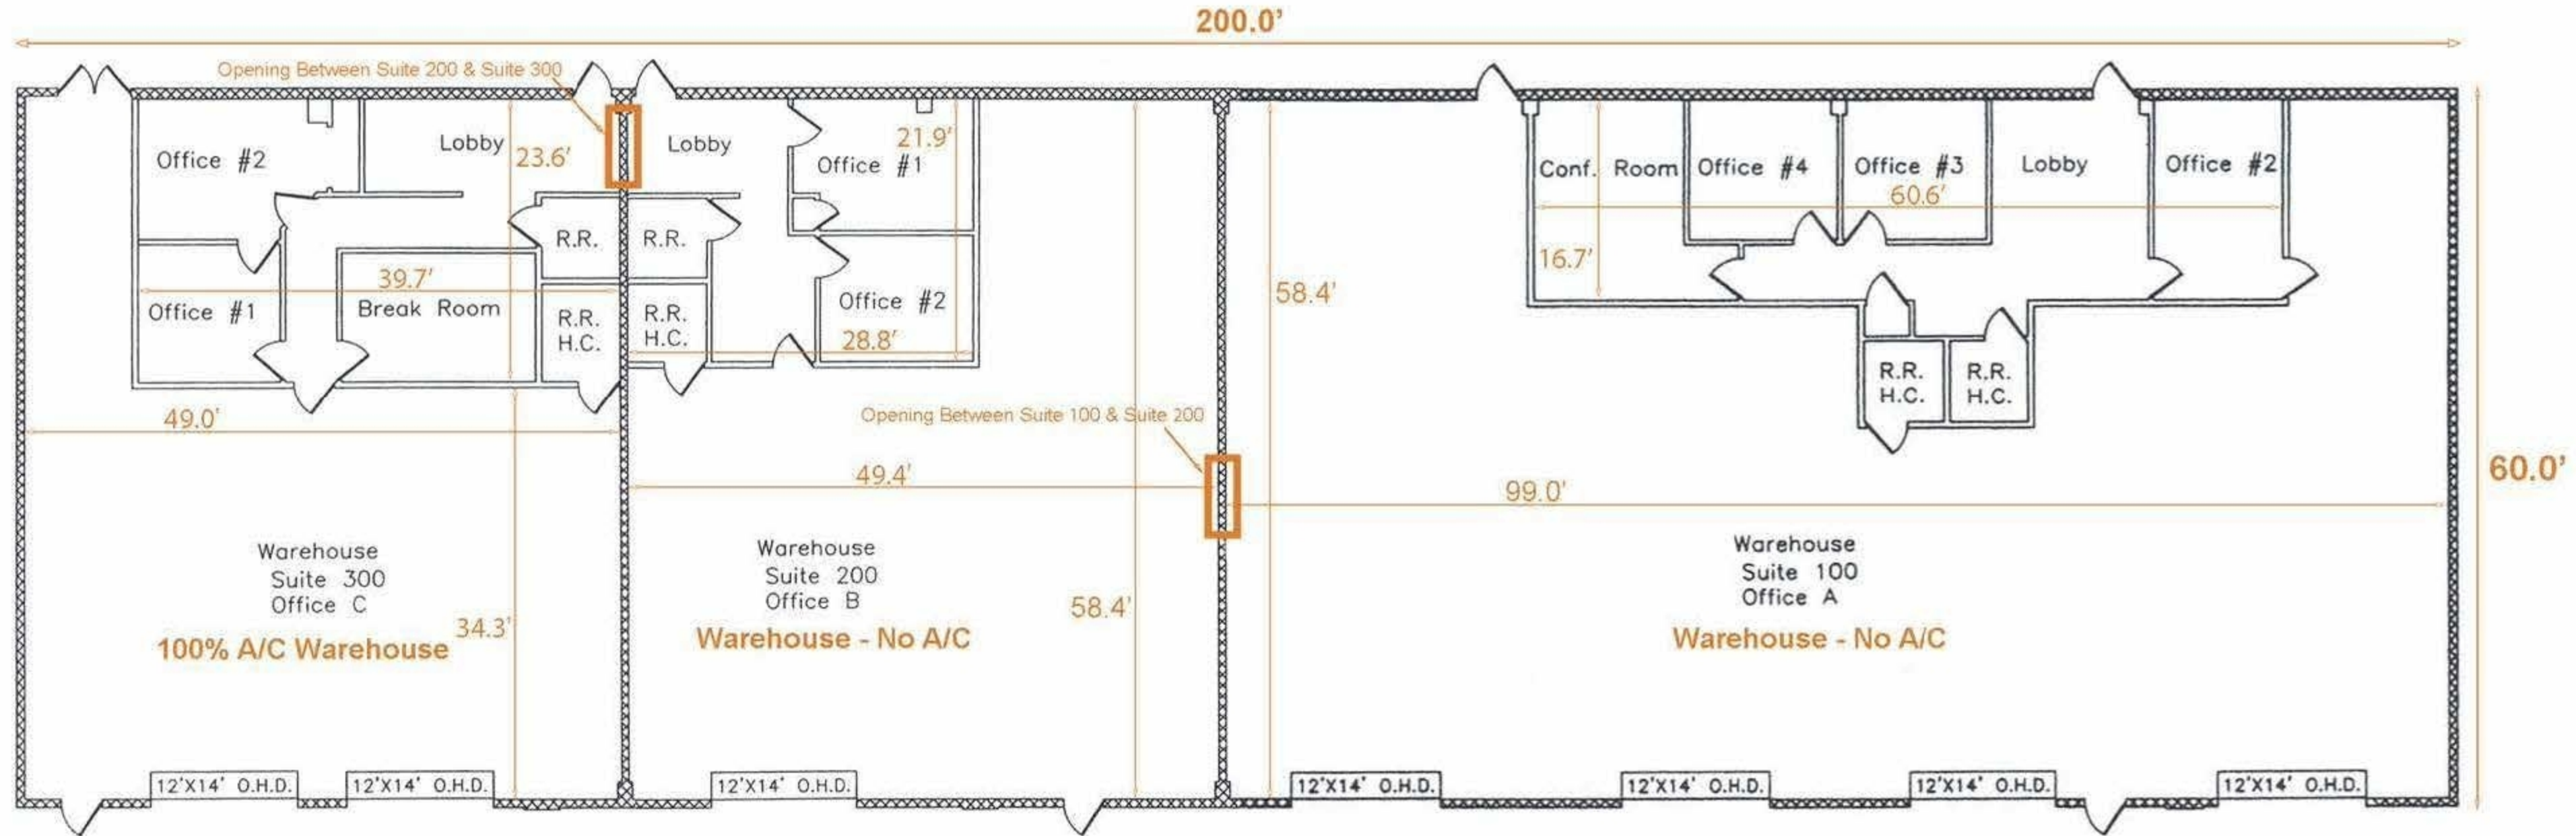 200.0'
Opening Between Suite 200 & Suite 300
Office #2
Lobby
23.6'
Lobby
21.9'
Office #1
Conf. Room
Office #4
Office #3
60.6'
Lobby
Office #2
R.R.
R.R.
16.7'
39.7'
Office #1
Break Room
R.R.
H.C.
R.R.
H.C.
Office #2
28.8'
58.4'
R.R.
H.C.
R.R.
H.C.
49.0'
Opening Between Suite 100 & Suite 200
49.4'
99.0'
60.0'
Warehouse
Suite 300
Office C
100% A/C Warehouse
34.3'
Warehouse
Suite 200
Office B
Warehouse - No A/C
58.4'
Warehouse
Suite 100
Office A
Warehouse - No A/C
12'X14' O.H.D.
12'X14' O.H.D.
12'X14' O.H.D.
12'X14' O.H.D.
12'X14' O.H.D.
12'X14' O.H.D.
12'X14' O.H.D.